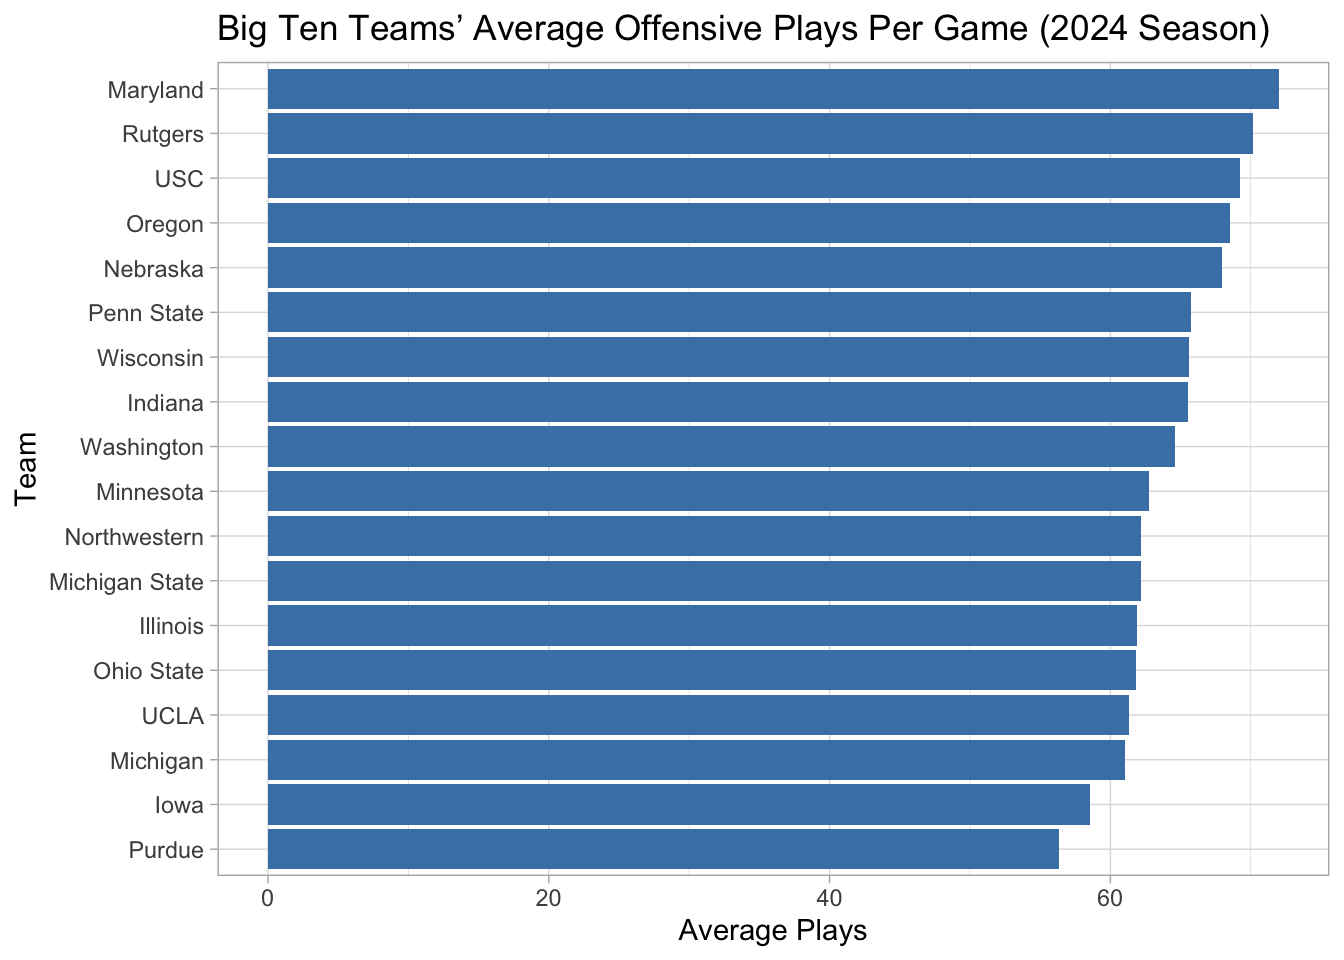 Big Ten Teams’ Average Offensive Plays Per Game (2024 Season)
Team
Maryland
Rutgers
USC
Oregon
Nebraska
Penn State
Wisconsin
Indiana
Washington
Minnesota
Northwestern
Michigan State
Illinois
Ohio State
UCLA
Michigan
Iowa
Purdue
0 20 40 60
Average Plays